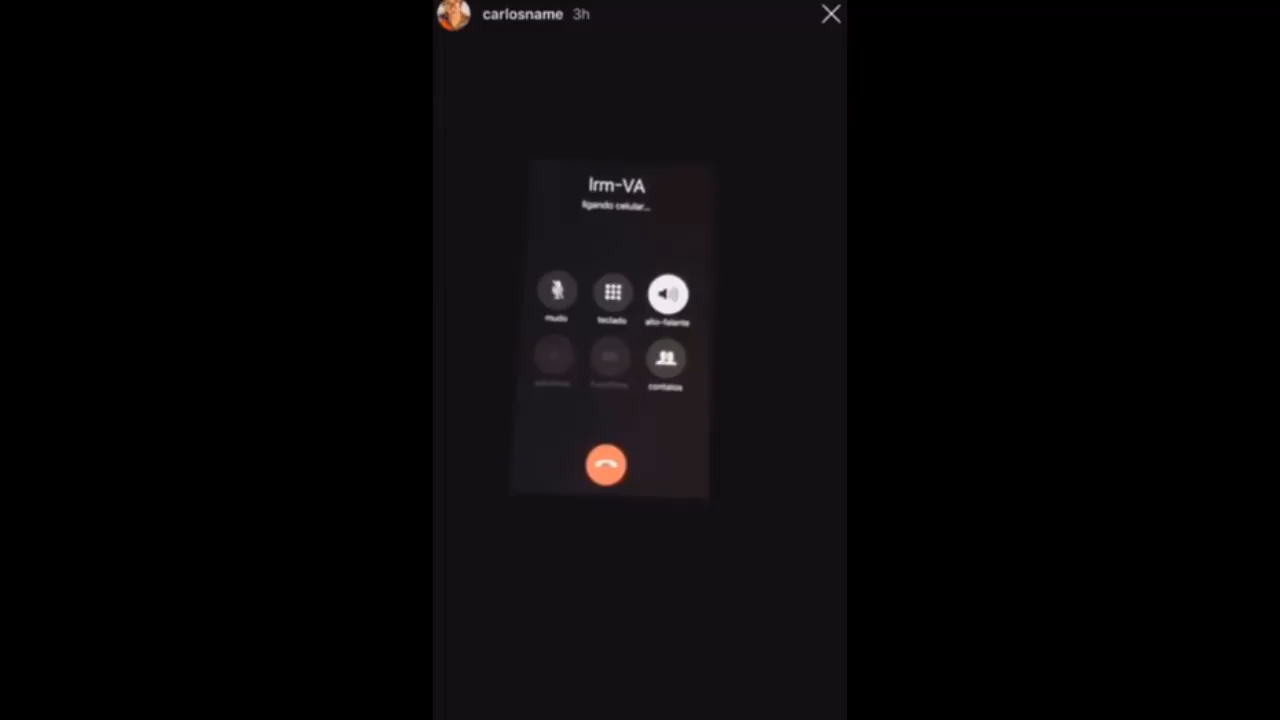 carlosname 3h
Irm-VA
ligando celular...
mudo teclado alto-falante
contatos